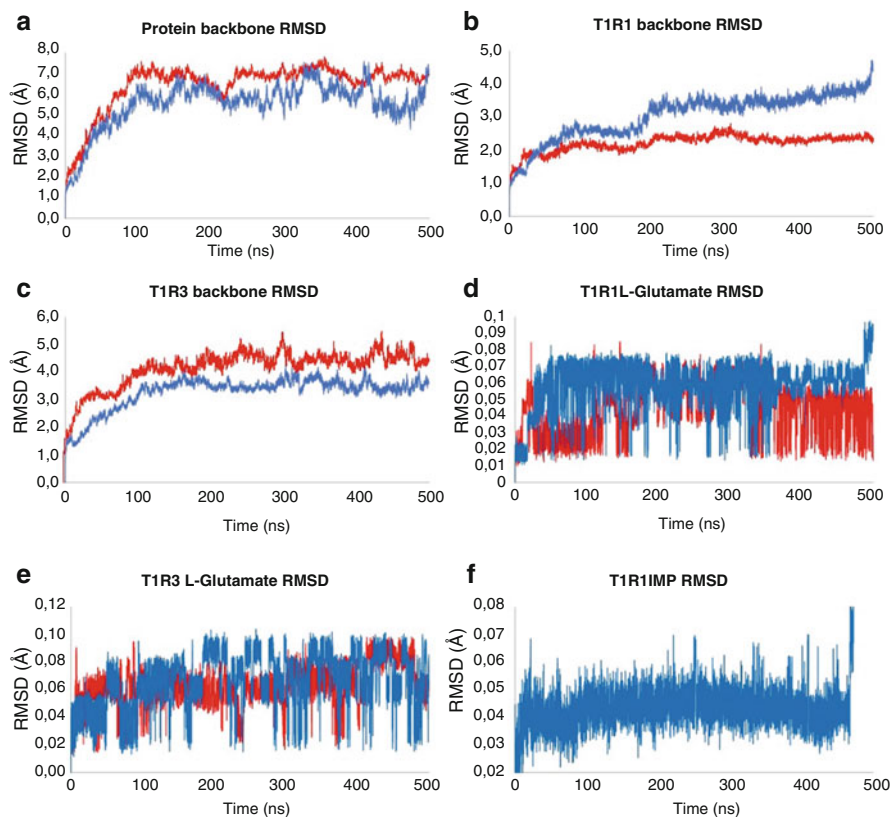 a
Protein backbone RMSD
8,0
7,0
6,0
5,0
4,0
3,0
2,0
1,0
0,0
RMSD (Å)
0 100 200 300 400 500
Time (ns)
b
T1R1 backbone RMSD
5,0
4,0
3,0
2,0
1,0
0,0
RMSD (Å)
0 100 200 300 400 500
Time (ns)
c
T1R3 backbone RMSD
6,0
5,0
4,0
3,0
2,0
1,0
0,0
RMSD (Å)
0 100 200 300 400 500
Time (ns)
d
T1R1L-Glutamate RMSD
0,1
0,09
0,08
0,07
0,06
0,05
0,04
0,03
0,02
0,01
0
RMSD (Å)
0 100 200 300 400 500
Time (ns)
e
T1R3 L-Glutamate RMSD
0,12
0,10
0,08
0,06
0,04
0,02
0,00
RMSD (Å)
0 100 200 300 400 500
Time (ns)
f
T1R1IMP RMSD
0,08
0,07
0,06
0,05
0,04
0,03
0,02
RMSD (Å)
0 100 200 300 400 500
Time (ns)